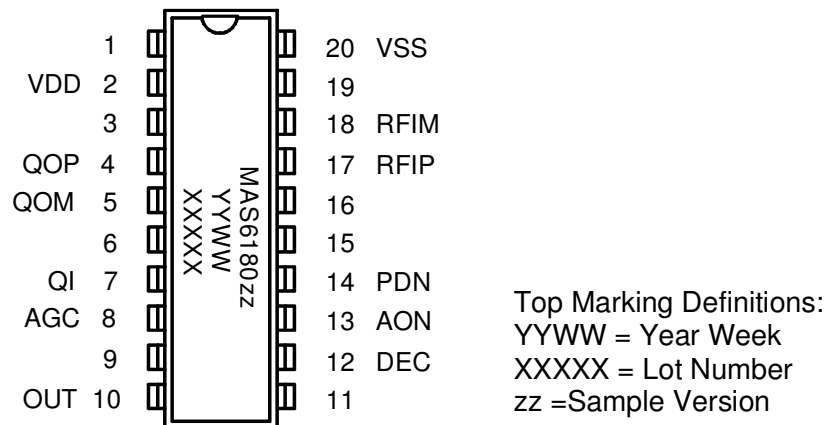 1 20 VSS
VDD 2 19
3 18 RFIM
QOP 4 17 RFIP
QOM 5 16
6 15
QI 7 14 PDN
AGC 8 13 AON
9 12 DEC
OUT 10 11
MAS6180zz
YYWW
XXXXX
Top Marking Definitions:
YYWW = Year Week
XXXXX = Lot Number
zz =Sample Version